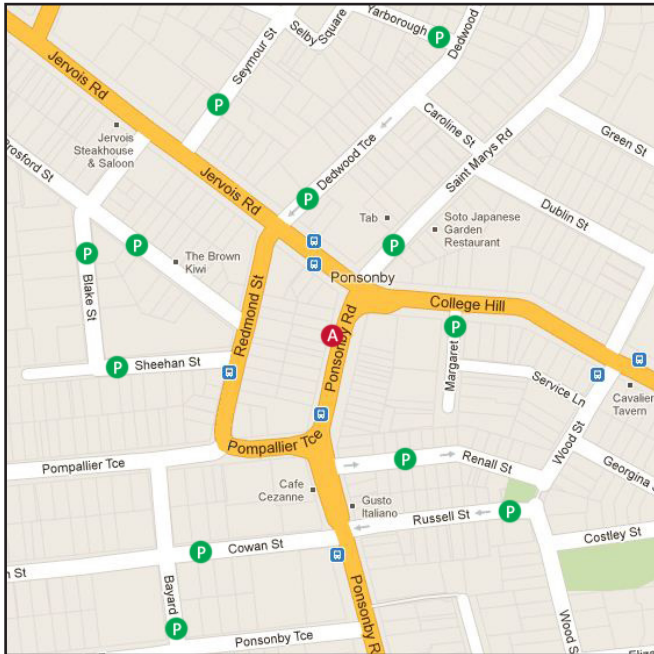 Yarborough
P
Dedwood
Selby
Square
Seymour St
P
Jervois Rd
Jervois
Steakhouse
& Saloon
Caroline St
Green St
Saint Marys Rd
Dedwood Tce
Jervois Rd
P
Tab
Soto Japanese
Garden
Restaurant
Dublin St
P
P
P
The Brown
Kiwi
Blake St
Ponsonby
College Hill
Redmond St
A
Ponsonby Rd
P
Margaret
Sheehan St
P
Service Ln
Cavalier
Tavern
Wood St
Pompallier Tce
Pompallier Tce
P
Renall St
Georgina
Cafe
Cezanne
Gusto
Italiano
Russell St
P
Cowan St
P
Costley St
n St
Bayard
P
Ponsonby Tce
Ponsonby R
Wood St